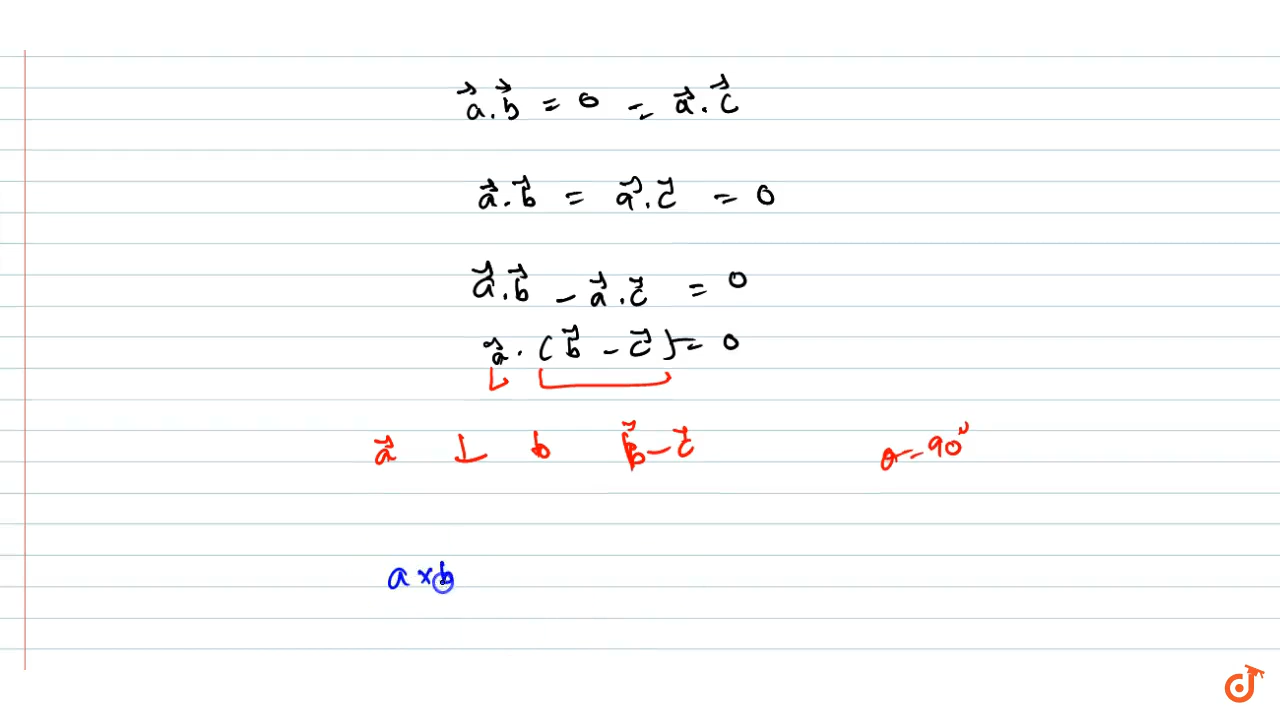 a⃗.b⃗ = 0 = a⃗.c⃗
a⃗.b⃗ = a⃗.c⃗ = 0
a⃗.b⃗ - a⃗.c⃗ = 0
a⃗.(b⃗ - c⃗) = 0
a⃗ ⊥ b b⃗-c⃗ θ=90°
a×b